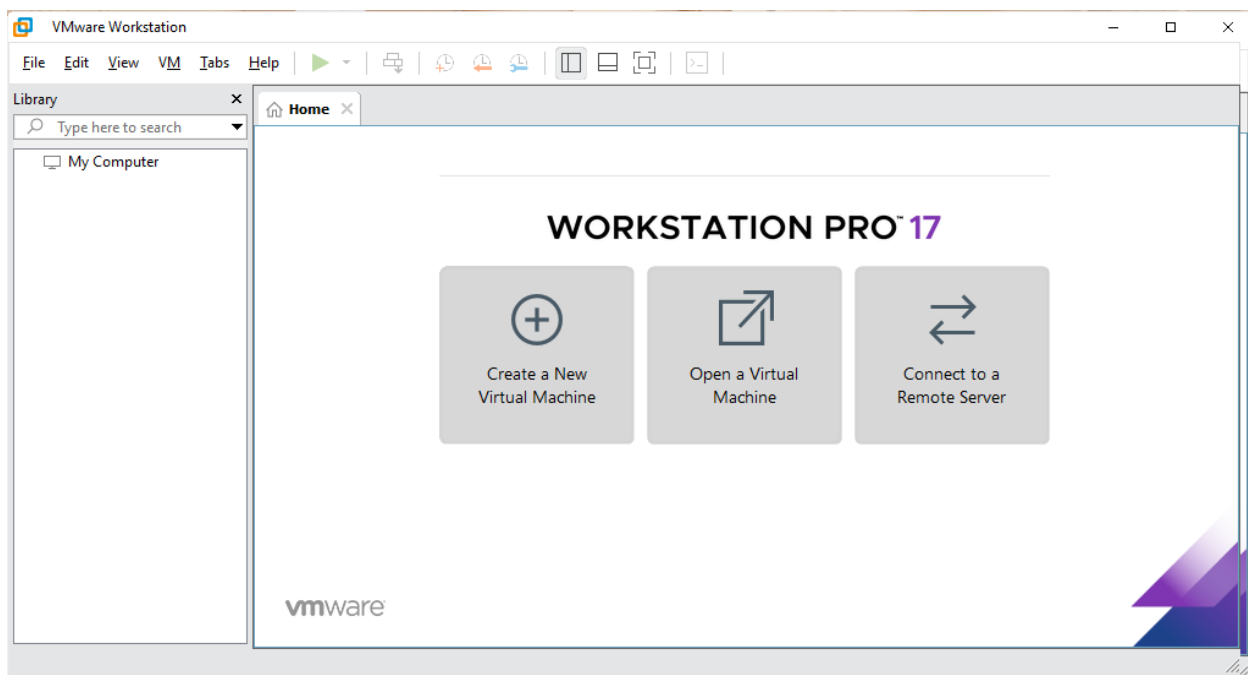 VMware Workstation
File Edit View VM Tabs Help
Library
Type here to search
My Computer
Home
WORKSTATION PRO™ 17
Create a New
Virtual Machine
Open a Virtual
Machine
Connect to a
Remote Server
vmware